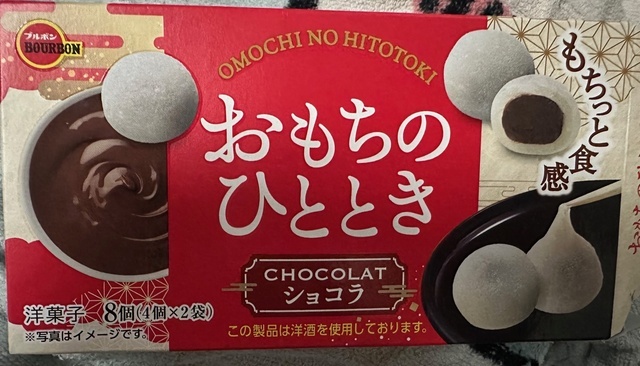 ブルボン
BOURBON
OMOCHI NO HITOTOKI
おもちの
ひととき
もちっと食感
CHOCOLAT
ショコラ
洋菓子 8個(4個×2袋)
※写真はイメージです。
この製品は洋酒を使用しております。